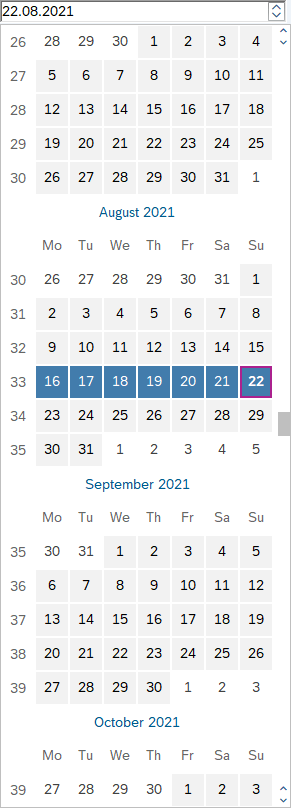 22.08.2021
26 28 29 30 1 2 3 4
27 5 6 7 8 9 10 11
28 12 13 14 15 16 17 18
29 19 20 21 22 23 24 25
30 26 27 28 29 30 31 1
August 2021
Mo Tu We Th Fr Sa Su
30 26 27 28 29 30 31 1
31 2 3 4 5 6 7 8
32 9 10 11 12 13 14 15
33 16 17 18 19 20 21 22
34 23 24 25 26 27 28 29
35 30 31 1 2 3 4 5
September 2021
Mo Tu We Th Fr Sa Su
35 30 31 1 2 3 4 5
36 6 7 8 9 10 11 12
37 13 14 15 16 17 18 19
38 20 21 22 23 24 25 26
39 27 28 29 30 1 2 3
October 2021
Mo Tu We Th Fr Sa Su
39 27 28 29 30 1 2 3